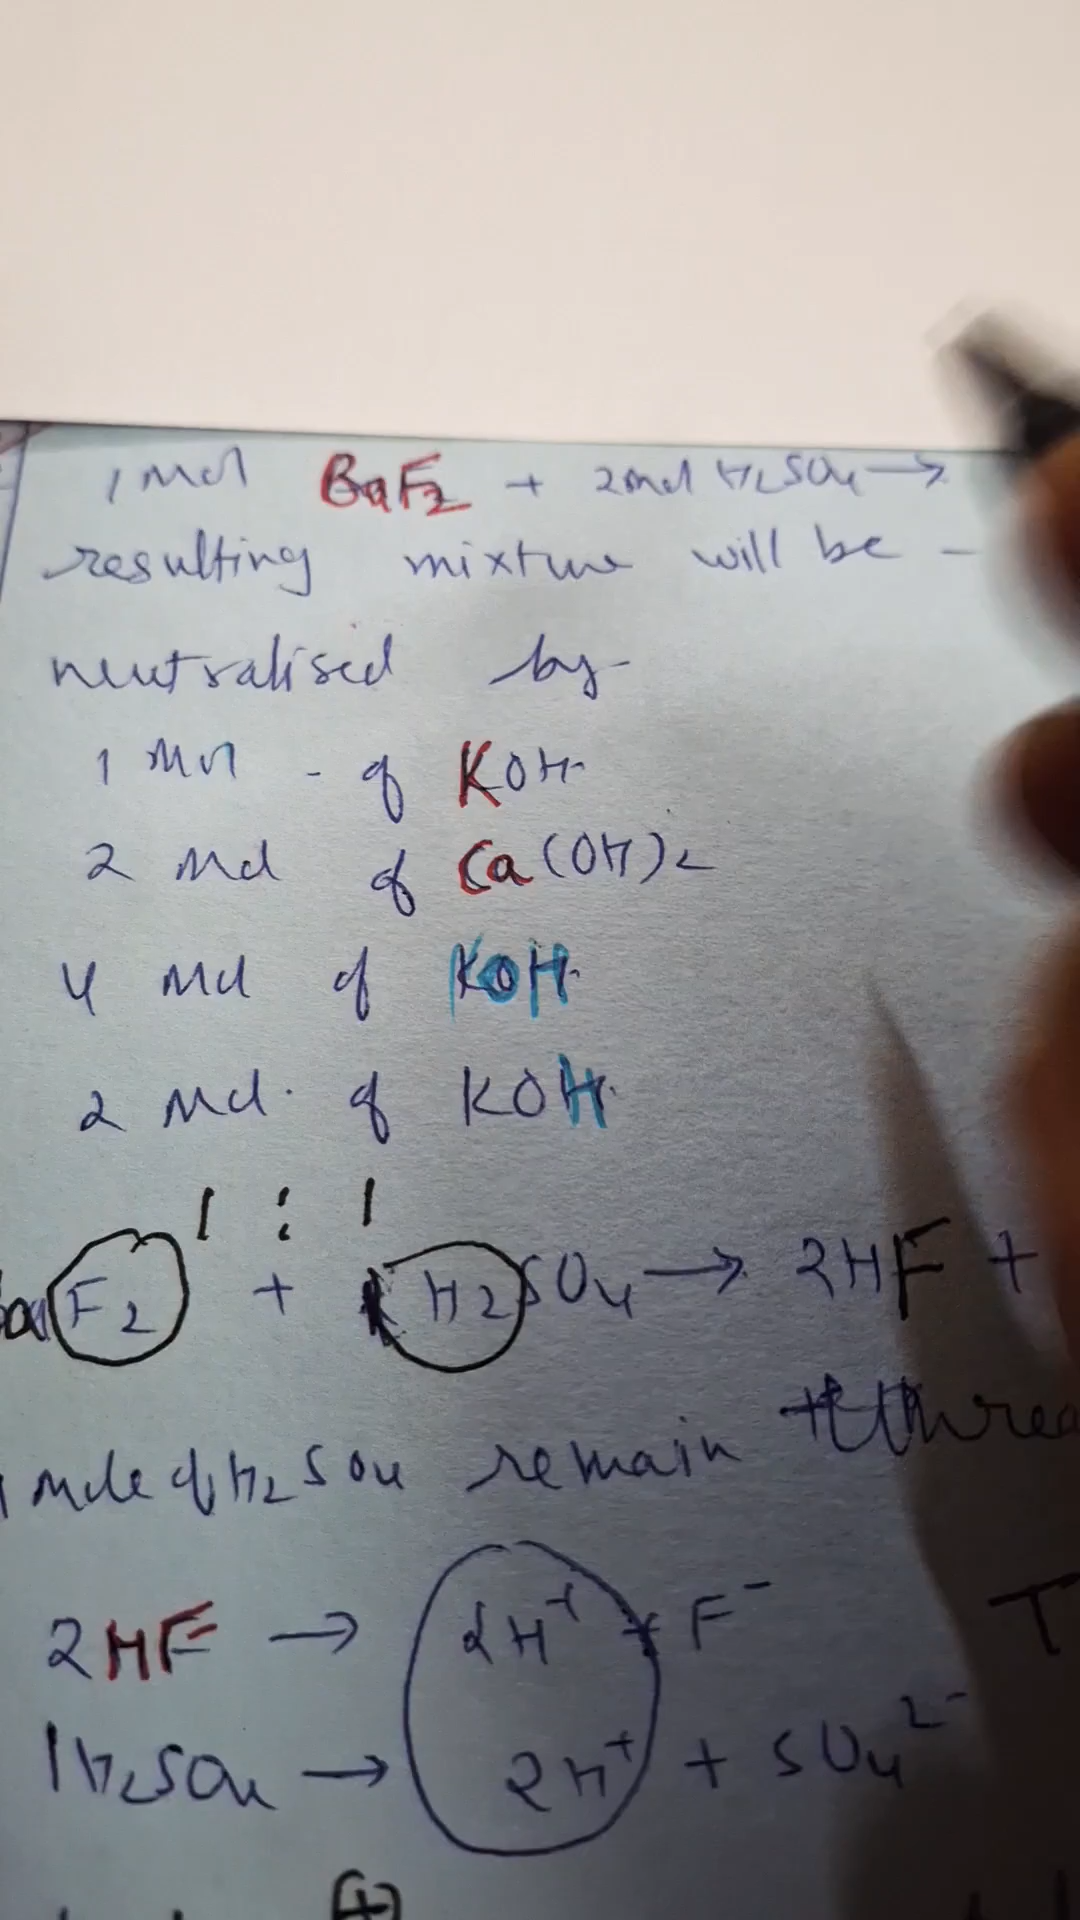 1 mol BaF2 + 2mol H2SO4 →
resulting mixture will be -
neutralised by-
1 Mol - of KOH
2 Mol of Ca(OH)2
4 Mol of KOH
2 Mol. of KOH
1 : 1
F2 + H2SO4 → 2HF +
mole of H2SO4 remain
2HF → 2H+ + F-
1H2SO4 → 2H+ + SO4 2-